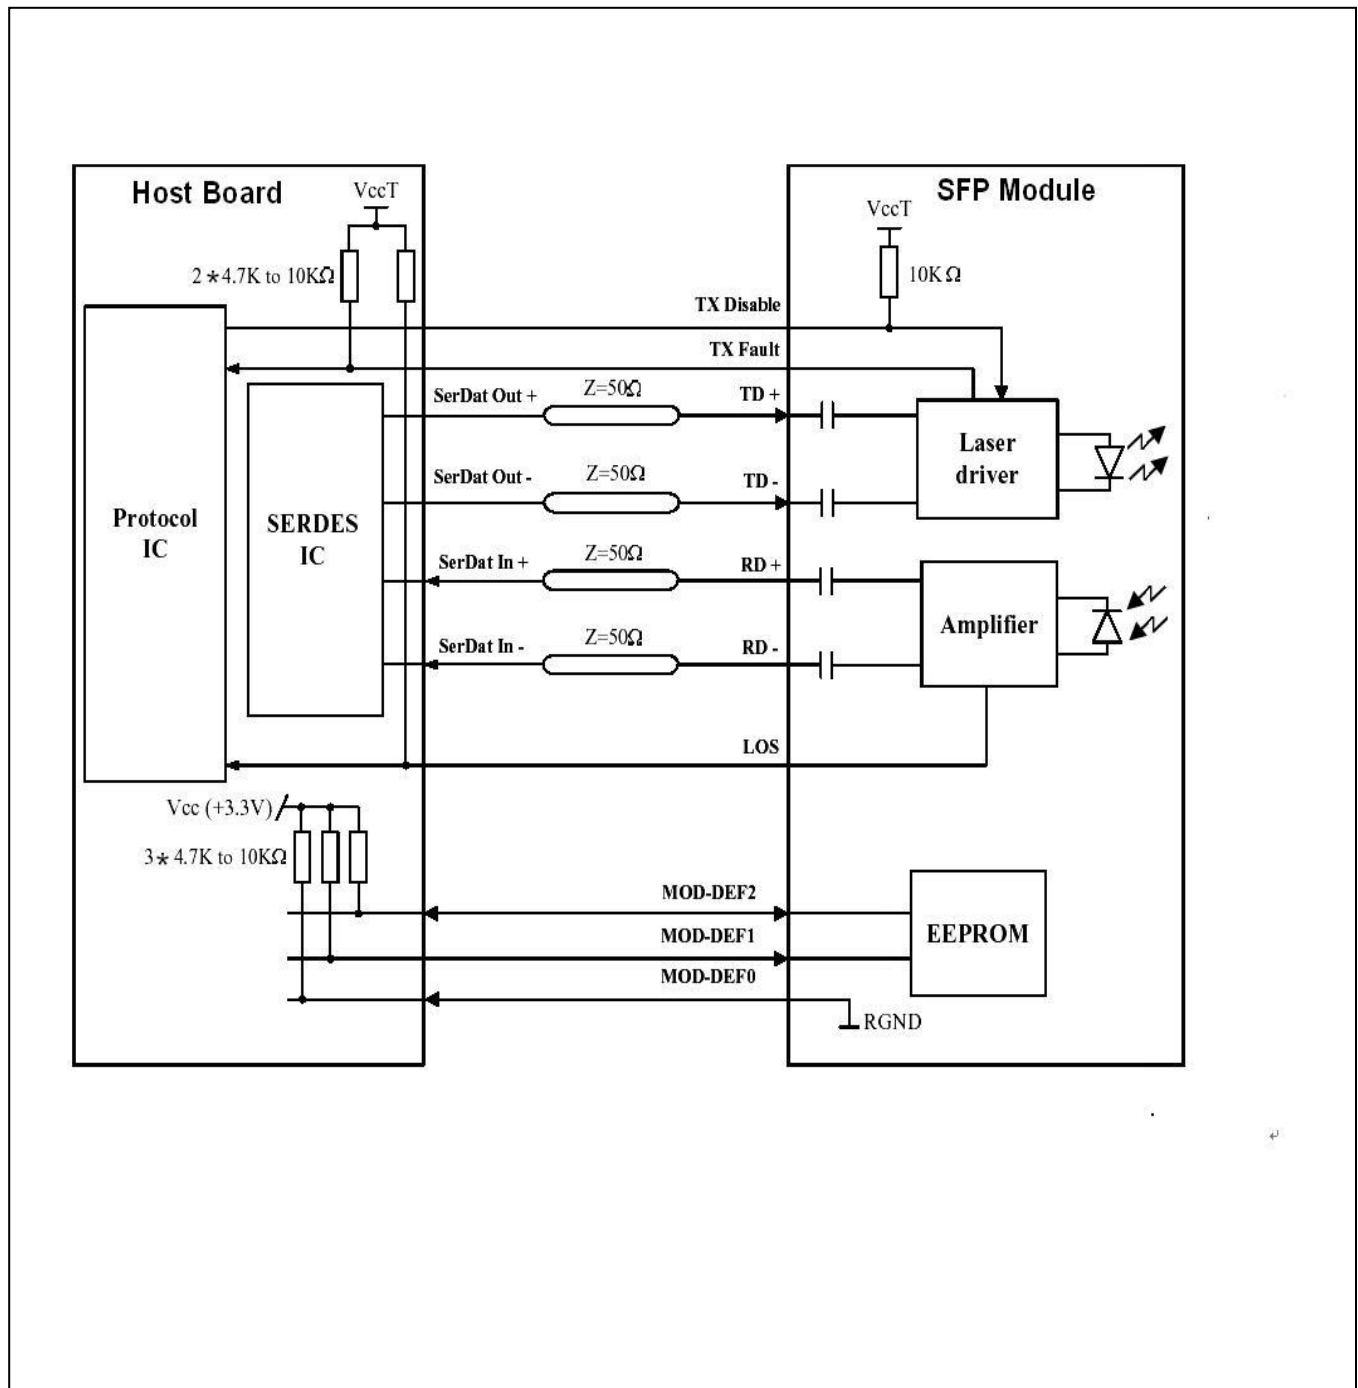 Host Board
VccT
2*4.7K to 10KΩ
SFP Module
VccT
10KΩ
TX Disable
TX Fault
SerDat Out +
Z=50Ω
TD +
SerDat Out -
Z=50Ω
TD -
SerDat In +
Z=50Ω
RD +
SerDat In -
Z=50Ω
RD -
Protocol
IC
SERDES
IC
Laser
driver
Amplifier
LOS
Vcc (+3.3V)
3*4.7K to 10KΩ
MOD-DEF2
MOD-DEF1
MOD-DEF0
EEPROM
RGND